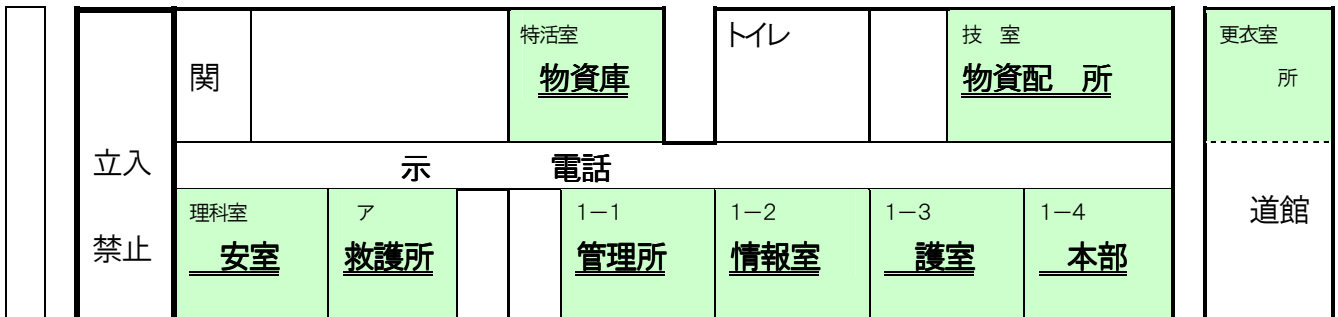 特活室
トイレ
技 室
更衣室
関
物資庫
物資配 所
所
立入
禁止
示 電話
道館
理科室
ア
1－1
1－2
1－3
1－4
安室
救護所
管理所
情報室
護室
本部